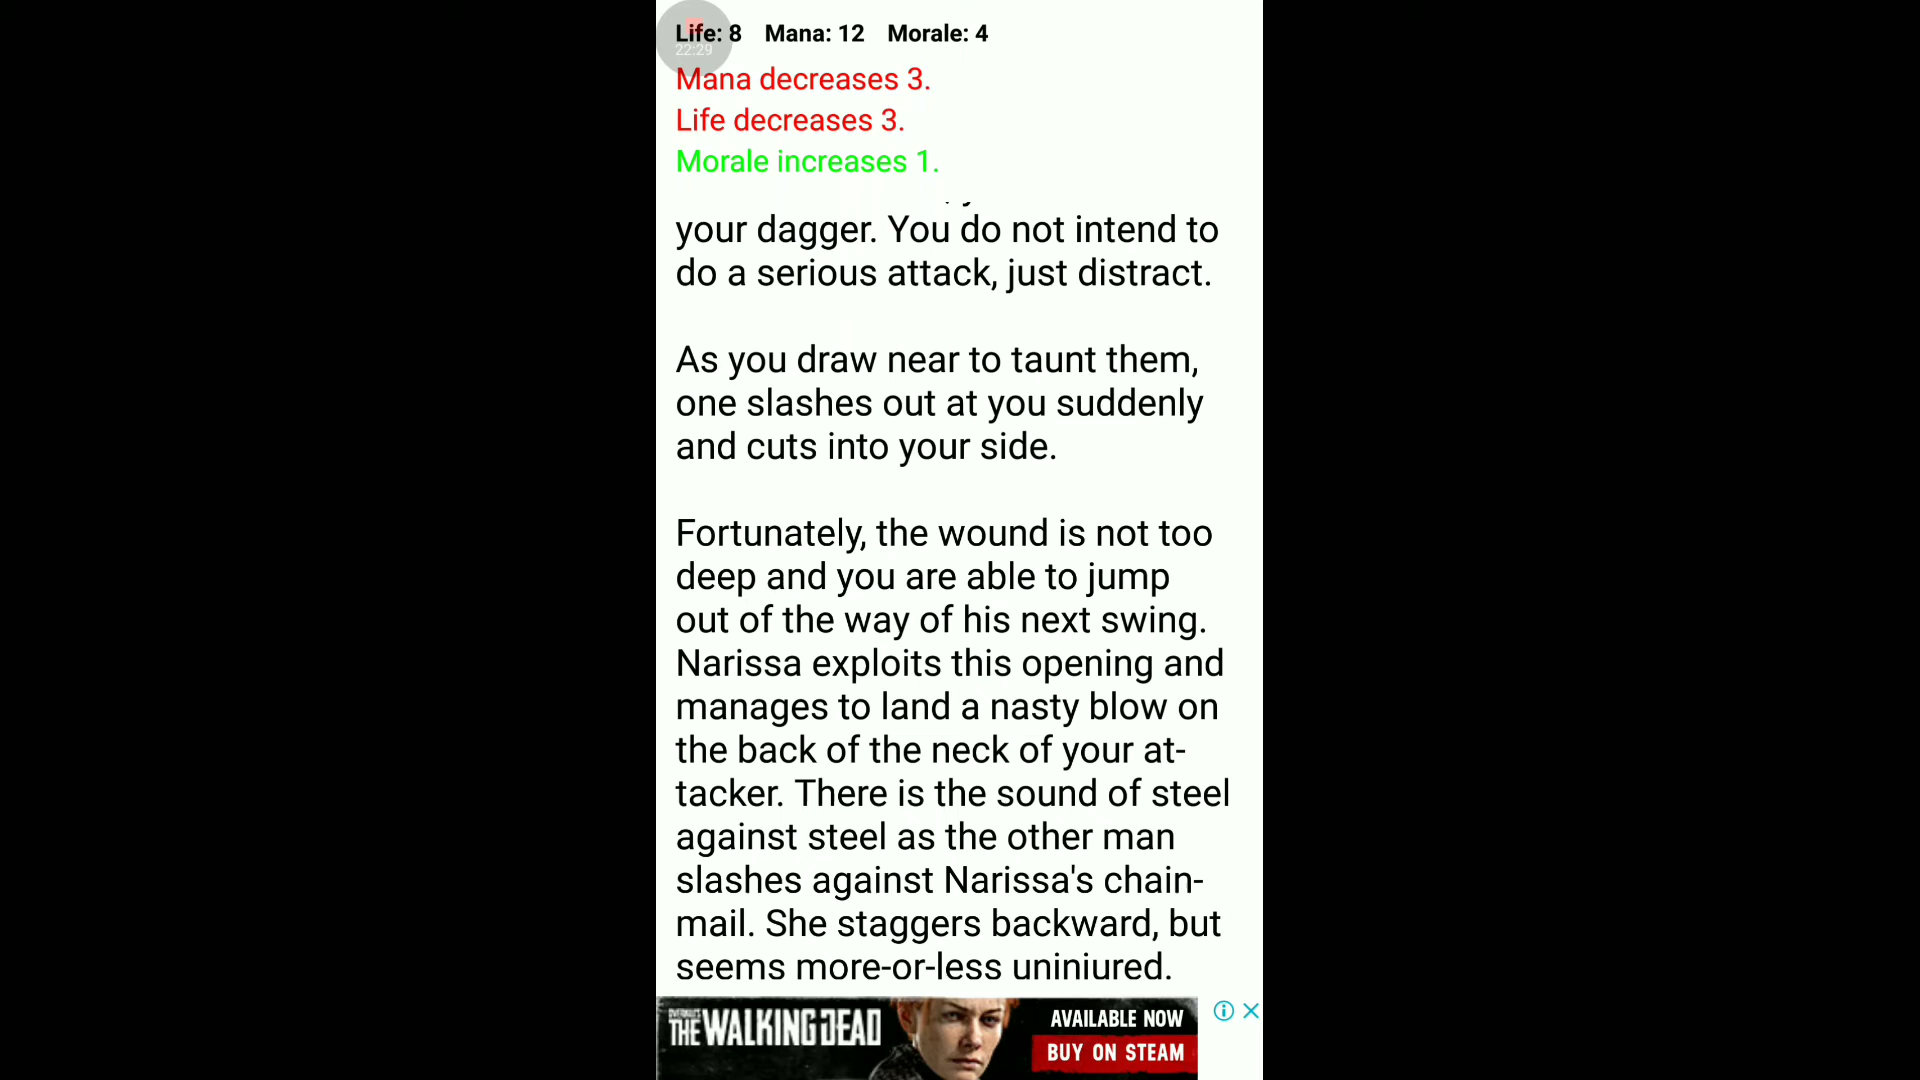 Life: 8 Mana: 12 Morale: 4
22:29
Mana decreases 3.
Life decreases 3.
Morale increases 1.
your dagger. You do not intend to
do a serious attack, just distract.
As you draw near to taunt them,
one slashes out at you suddenly
and cuts into your side.
Fortunately, the wound is not too
deep and you are able to jump
out of the way of his next swing.
Narissa exploits this opening and
manages to land a nasty blow on
the back of the neck of your at-
tacker. There is the sound of steel
against steel as the other man
slashes against Narissa's chain-
mail. She staggers backward, but
seems more-or-less uninjured.
OVERKILL'S
THE WALKING DEAD
AVAILABLE NOW
BUY ON STEAM